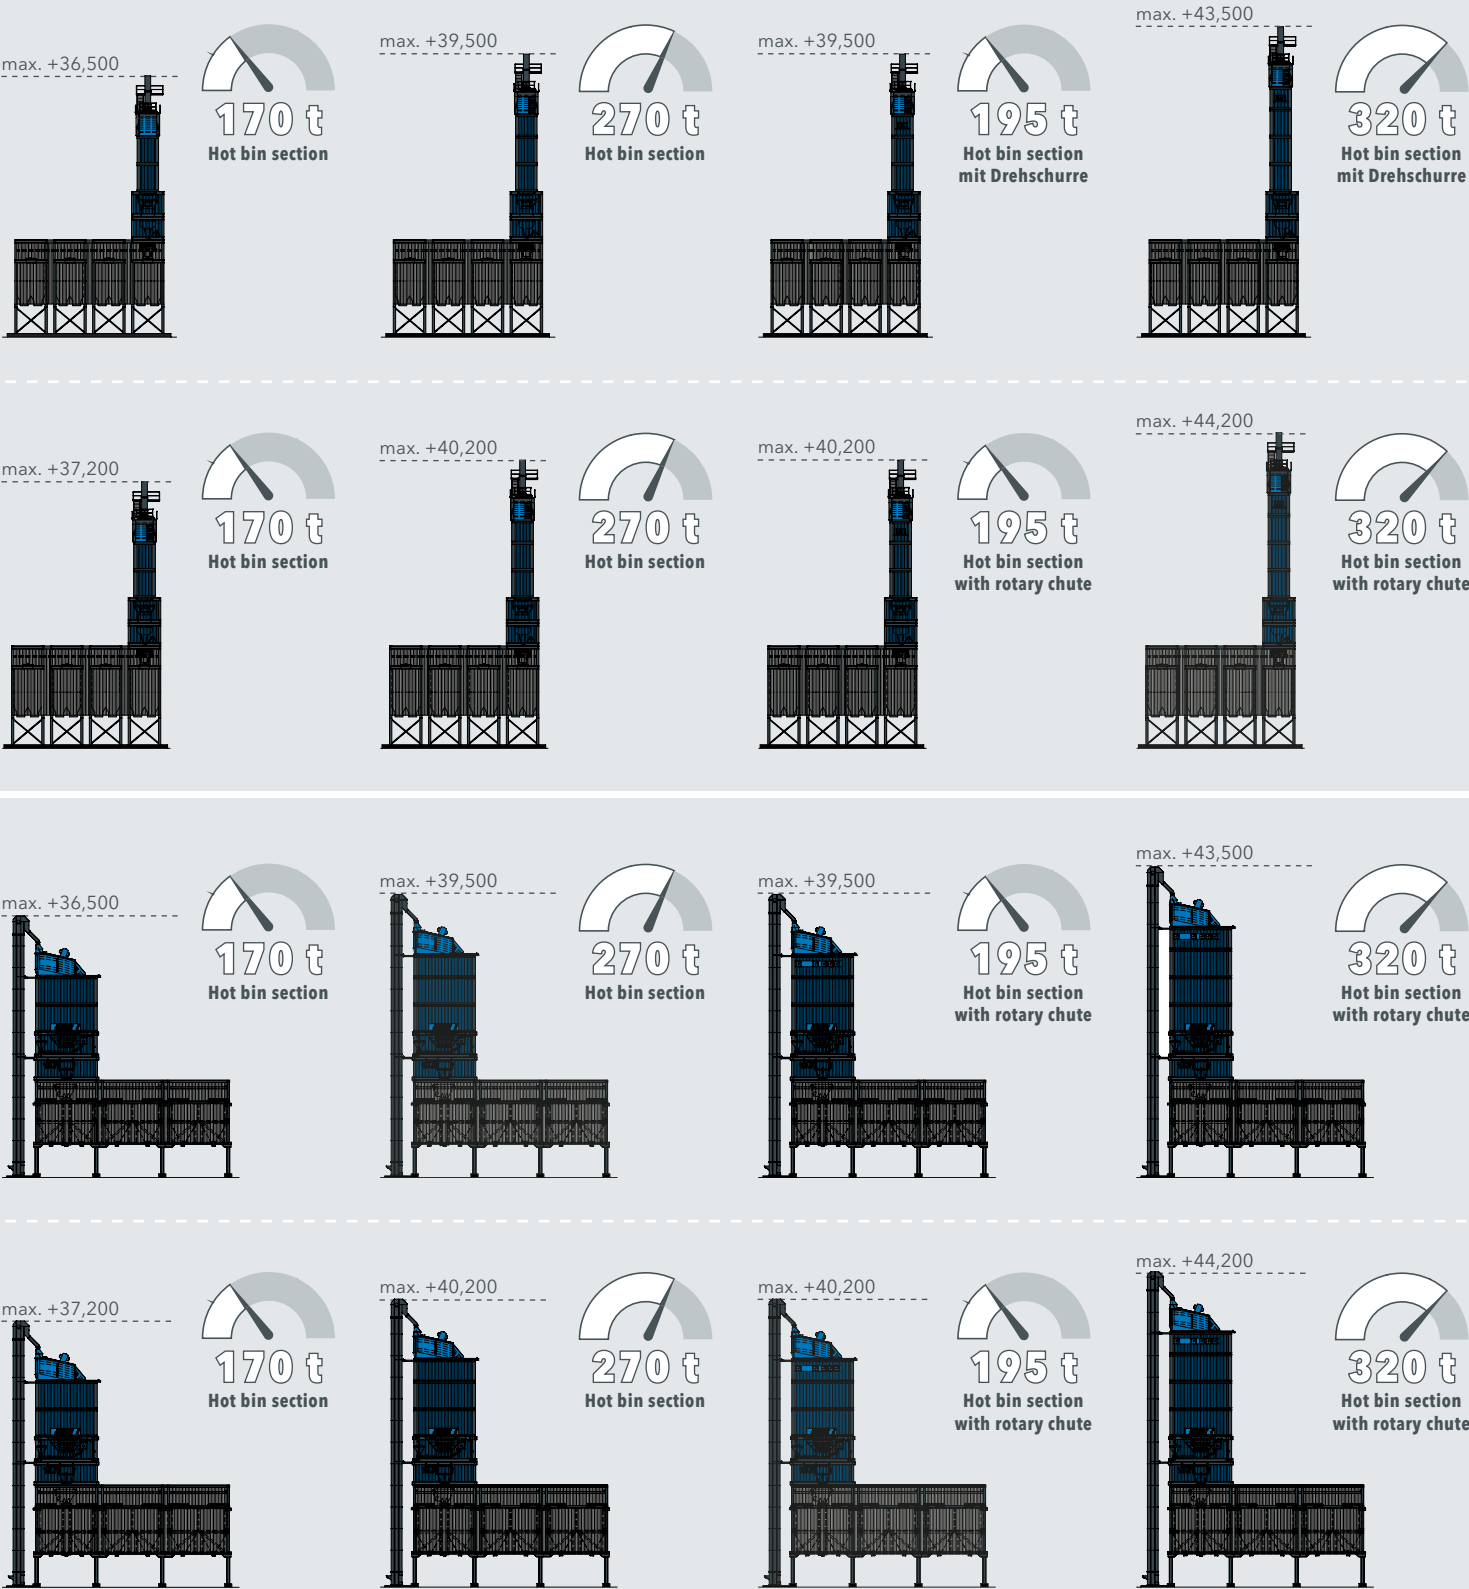 max. +36,500
170 t
Hot bin section
max. +39,500
270 t
Hot bin section
max. +39,500
195 t
Hot bin section
mit Drehschurre
max. +43,500
320 t
Hot bin section
mit Drehschurre
max. +37,200
170 t
Hot bin section
max. +40,200
270 t
Hot bin section
max. +40,200
195 t
Hot bin section
with rotary chute
max. +44,200
320 t
Hot bin section
with rotary chute
max. +36,500
170 t
Hot bin section
max. +39,500
270 t
Hot bin section
max. +39,500
195 t
Hot bin section
with rotary chute
max. +43,500
320 t
Hot bin section
with rotary chute
max. +37,200
170 t
Hot bin section
max. +40,200
270 t
Hot bin section
max. +40,200
195 t
Hot bin section
with rotary chute
max. +44,200
320 t
Hot bin section
with rotary chute